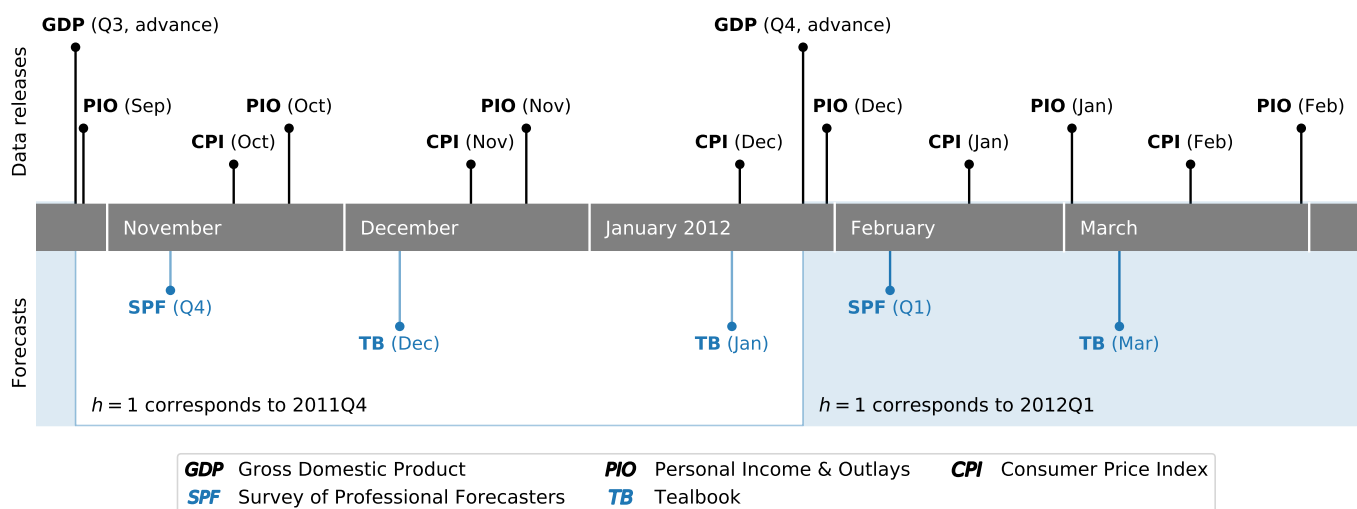 GDP (Q3, advance)
GDP (Q4, advance)
Data releases
PIO (Sep)
PIO (Oct)
PIO (Nov)
PIO (Dec)
PIO (Jan)
PIO (Feb)
CPI (Oct)
CPI (Nov)
CPI (Dec)
CPI (Jan)
CPI (Feb)
November
December
January 2012
February
March
Forecasts
SPF (Q4)
SPF (Q1)
TB (Dec)
TB (Jan)
TB (Mar)
h = 1 corresponds to 2011Q4
h = 1 corresponds to 2012Q1
GDP Gross Domestic Product
PIO Personal Income & Outlays
CPI Consumer Price Index
SPF Survey of Professional Forecasters
TB Tealbook